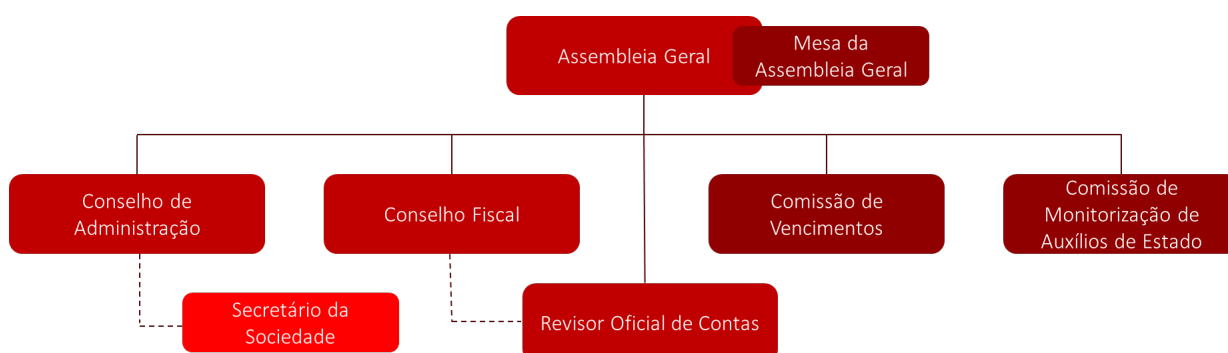 Assembleia Geral
Mesa da
Assembleia Geral
Conselho de
Administração
Conselho Fiscal
Comissão de
Vencimentos
Comissão de
Monitorização de
Auxílios de Estado
Secretário da
Sociedade
Revisor Oficial de Contas